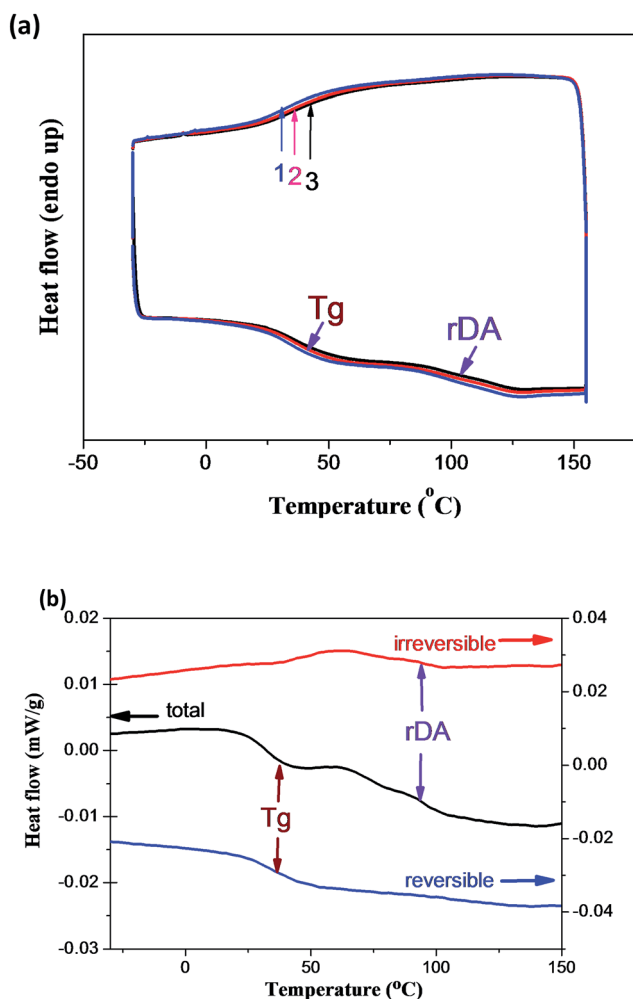 (a)
Heat flow (endo up)
1 2 3
Tg
rDA
-50 0 50 100 150
Temperature (°C)
(b)
0.02 0.04
irreversible
0.01 0.02
total
rDA
0.00 0.00
Heat flow (mW/g)
Tg
-0.01 -0.02
reversible
-0.02 -0.04
-0.03
0 50 100 150
Temperature (°C)